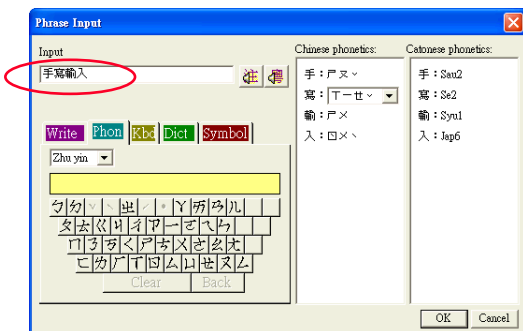 Phrase Input
Input
手寫輸入
注
Write Phon Kbd Dict Symbol
Zhu yin
ㄅ ㄉ ˇ ˋ ㄓ ˊ ˙ ㄚ ㄞ ㄢ ㄦ
ㄆ ㄊ ㄍ ㄐ ㄔ ㄗ ㄧ ㄛ ㄟ ㄣ
ㄇ ㄋ ㄎ ㄑ ㄕ ㄘ ㄨ ㄜ ㄠ ㄤ
ㄈ ㄌ ㄏ ㄒ ㄖ ㄙ ㄩ ㄝ ㄡ ㄥ
Clear Back
Chinese phonetics:
手:ㄕㄡˇ
寫:ㄒㄧㄝˇ
輸:ㄕㄨ
入:ㄖㄨˋ
Catonese phonetics:
手:Sau2
寫:Se2
輸:Syu1
入:Jap6
OK Cancel